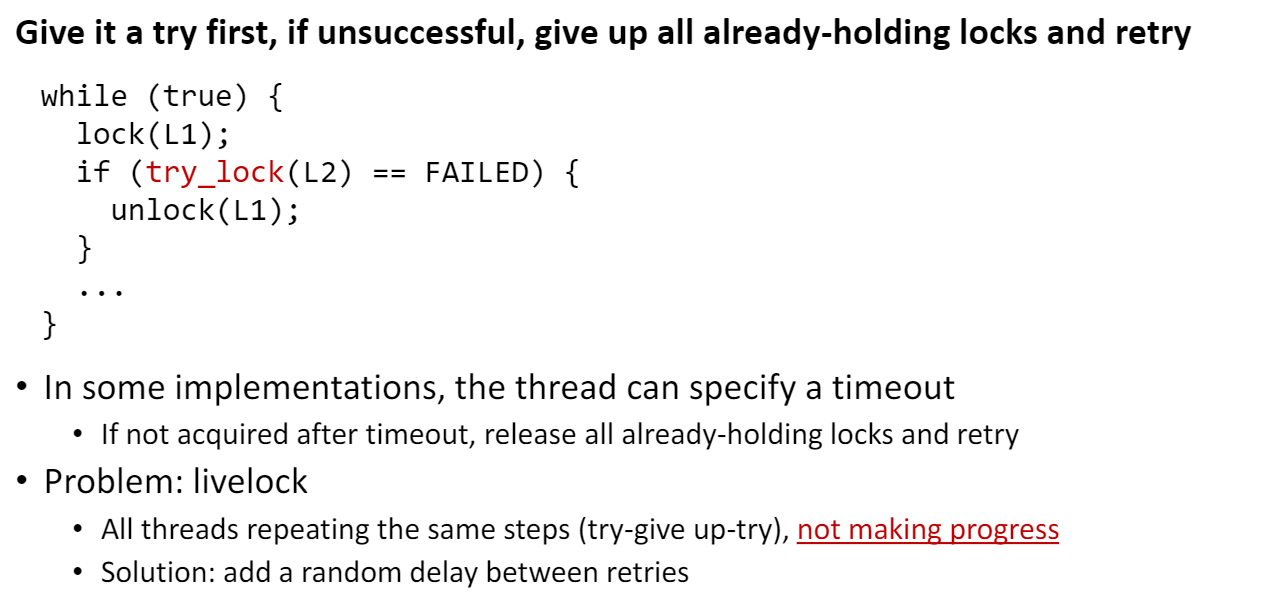 Give it a try first, if unsuccessful, give up all already-holding locks and retry
while (true) {
lock(L1);
if (try_lock(L2) == FAILED) {
unlock(L1);
}
...
}
• In some implementations, the thread can specify a timeout
• If not acquired after timeout, release all already-holding locks and retry
• Problem: livelock
• All threads repeating the same steps (try-give up-try), not making progress
• Solution: add a random delay between retries